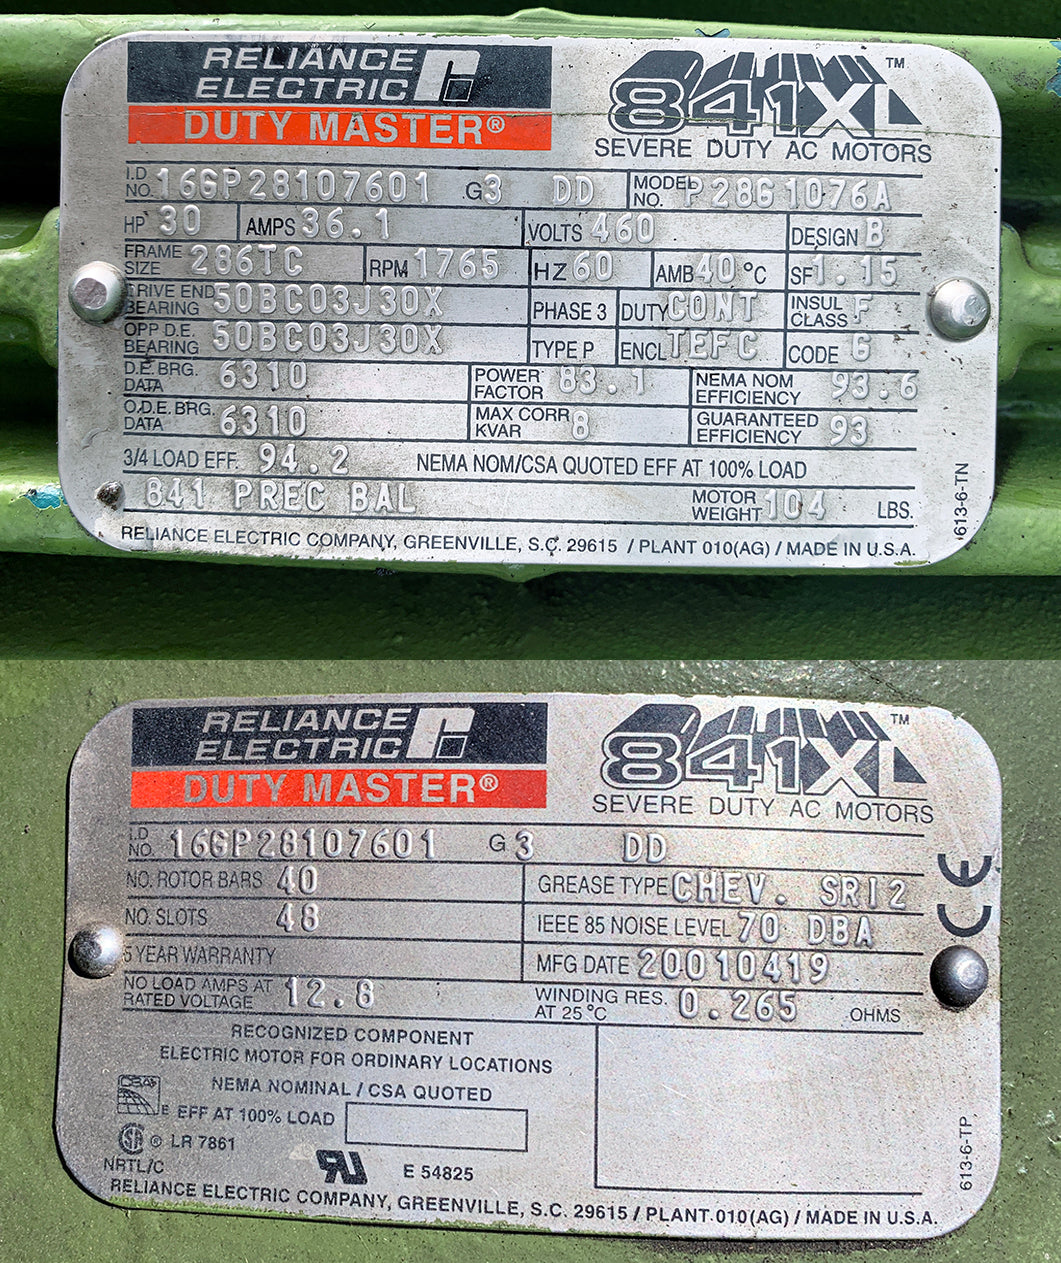 RELIANCE
ELECTRIC
DUTY MASTER®
841XL™
SEVERE DUTY AC MOTORS
I.D. NO. 16GP28107601 G3 DD MODEL NO. P28G1076A
HP 30 AMPS 36.1 VOLTS 460 DESIGN B
FRAME SIZE 286TC RPM 1765 HZ 60 AMB 40 °C SF 1.15
DRIVE END BEARING 50BC03J30X PHASE 3 DUTY CONT INSUL CLASS F
OPP D.E. BEARING 50BC03J30X TYPE P ENCL TEFC CODE G
D.E. BRG. DATA 6310 POWER FACTOR 83.1 NEMA NOM EFFICIENCY 93.6
O.D.E. BRG. DATA 6310 MAX CORR KVAR 8 GUARANTEED EFFICIENCY 93
3/4 LOAD EFF. 94.2 NEMA NOM/CSA QUOTED EFF AT 100% LOAD
841 PREC BAL MOTOR WEIGHT 104 LBS.
RELIANCE ELECTRIC COMPANY, GREENVILLE, S.C. 29615 / PLANT 010(AG) / MADE IN U.S.A.
613-6-TN
RELIANCE
ELECTRIC
DUTY MASTER®
841XL™
SEVERE DUTY AC MOTORS
I.D. NO. 16GP28107601 G3 DD
NO. ROTOR BARS 40 GREASE TYPE CHEV. SRI2
NO. SLOTS 48 IEEE 85 NOISE LEVEL 70 DBA
5 YEAR WARRANTY MFG DATE 20010419
NO LOAD AMPS AT RATED VOLTAGE 12.8 WINDING RES. AT 25 °C 0.265 OHMS
CE
RECOGNIZED COMPONENT
ELECTRIC MOTOR FOR ORDINARY LOCATIONS
NEMA NOMINAL / CSA QUOTED
E EFF AT 100% LOAD
SA ® LR 7861
NRTL/C
RU E 54825
RELIANCE ELECTRIC COMPANY, GREENVILLE, S.C. 29615 / PLANT 010(AG) / MADE IN U.S.A.
613-6-TP